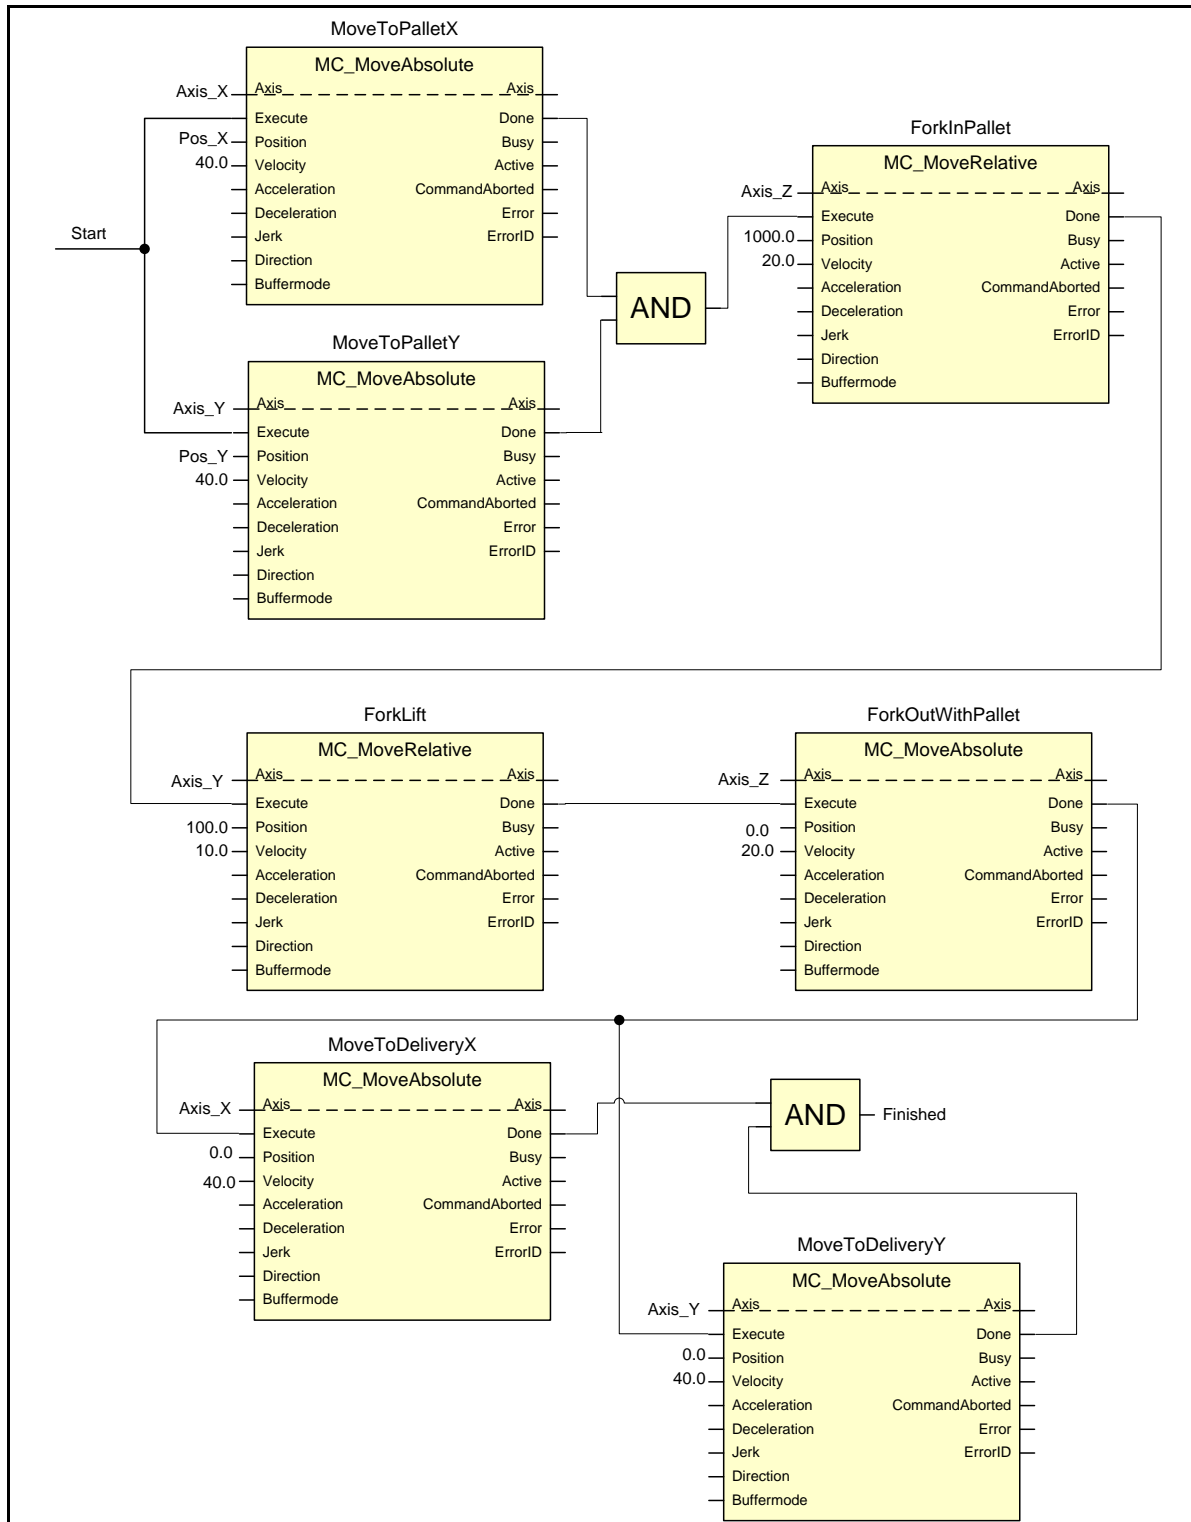 MoveToPalletX
MC_MoveAbsolute
Axis_X Axis Axis
Execute Done
Pos_X Position Busy
40.0 Velocity Active
Acceleration CommandAborted
Deceleration Error
Jerk ErrorID
Direction
Buffermode
Start
MoveToPalletY
MC_MoveAbsolute
Axis_Y Axis Axis
Execute Done
Pos_Y Position Busy
40.0 Velocity Active
Acceleration CommandAborted
Deceleration Error
Jerk ErrorID
Direction
Buffermode
AND
ForkInPallet
MC_MoveRelative
Axis_Z Axis Axis
Execute Done
1000.0 Position Busy
20.0 Velocity Active
Acceleration CommandAborted
Deceleration Error
Jerk ErrorID
Direction
Buffermode
ForkLift
MC_MoveRelative
Axis_Y Axis Axis
Execute Done
100.0 Position Busy
10.0 Velocity Active
Acceleration CommandAborted
Deceleration Error
Jerk ErrorID
Direction
Buffermode
ForkOutWithPallet
MC_MoveAbsolute
Axis_Z Axis Axis
Execute Done
0.0 Position Busy
20.0 Velocity Active
Acceleration CommandAborted
Deceleration Error
Jerk ErrorID
Direction
Buffermode
MoveToDeliveryX
MC_MoveAbsolute
Axis_X Axis Axis
Execute Done
0.0 Position Busy
40.0 Velocity Active
Acceleration CommandAborted
Deceleration Error
Jerk ErrorID
Direction
Buffermode
AND
Finished
MoveToDeliveryY
MC_MoveAbsolute
Axis_Y Axis Axis
Execute Done
0.0 Position Busy
40.0 Velocity Active
Acceleration CommandAborted
Deceleration Error
Jerk ErrorID
Direction
Buffermode